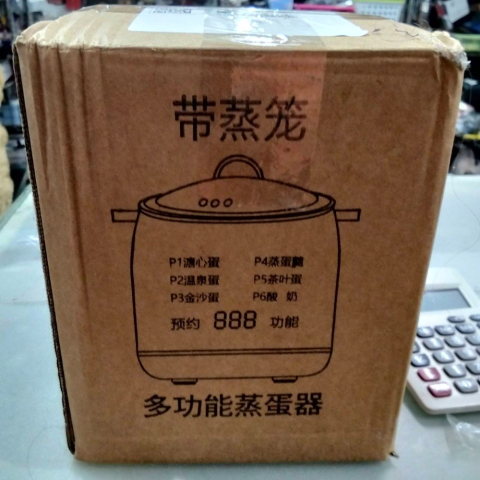 带蒸笼
P1溏心蛋 P4蒸蛋羹
P2温泉蛋 P5茶叶蛋
P3金沙蛋 P6酸 奶
预约 888 功能
多功能蒸蛋器